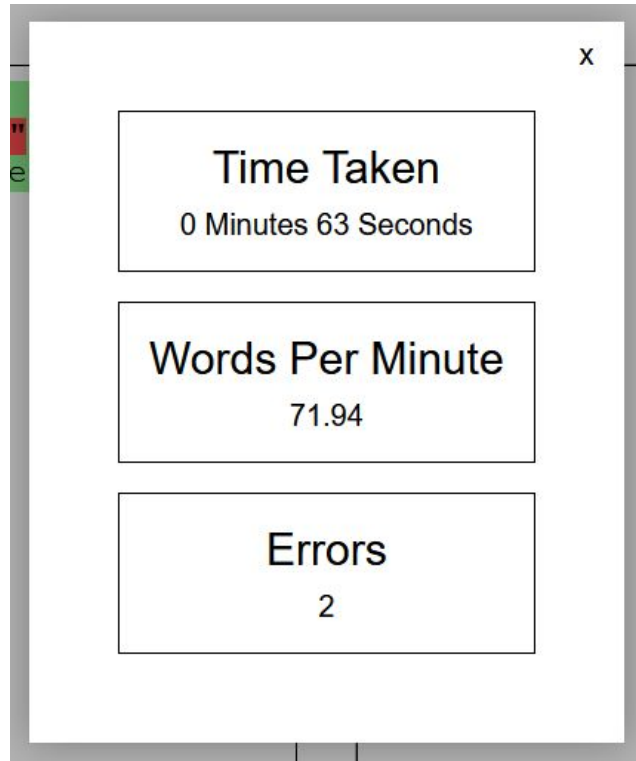 x
"
e
Time Taken
0 Minutes 63 Seconds
Words Per Minute
71.94
Errors
2